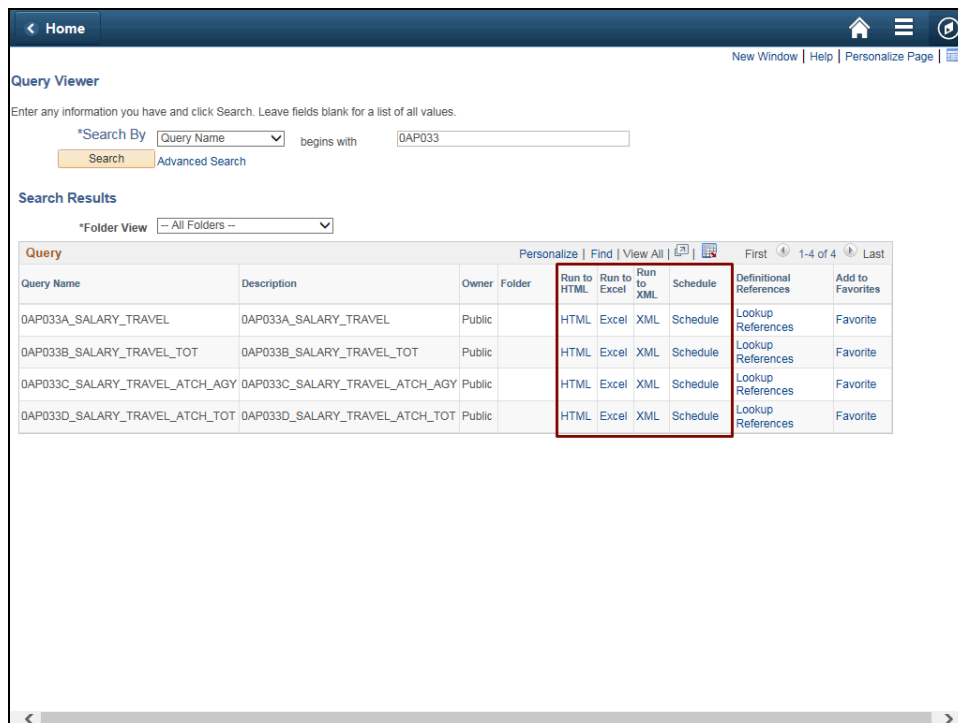 Home
New Window | Help | Personalize Page |
Query Viewer
Enter any information you have and click Search. Leave fields blank for a list of all values.
*Search By Query Name begins with 0AP033
Search Advanced Search
Search Results
*Folder View -- All Folders --
Query Personalize | Find | View All | | First 1-4 of 4 Last
Query Name Description Owner Folder Run to HTML Run to Excel Run to XML Schedule Definitional References Add to Favorites
0AP033A_SALARY_TRAVEL 0AP033A_SALARY_TRAVEL Public HTML Excel XML Schedule Lookup References Favorite
0AP033B_SALARY_TRAVEL_TOT 0AP033B_SALARY_TRAVEL_TOT Public HTML Excel XML Schedule Lookup References Favorite
0AP033C_SALARY_TRAVEL_ATCH_AGY 0AP033C_SALARY_TRAVEL_ATCH_AGY Public HTML Excel XML Schedule Lookup References Favorite
0AP033D_SALARY_TRAVEL_ATCH_TOT 0AP033D_SALARY_TRAVEL_ATCH_TOT Public HTML Excel XML Schedule Lookup References Favorite